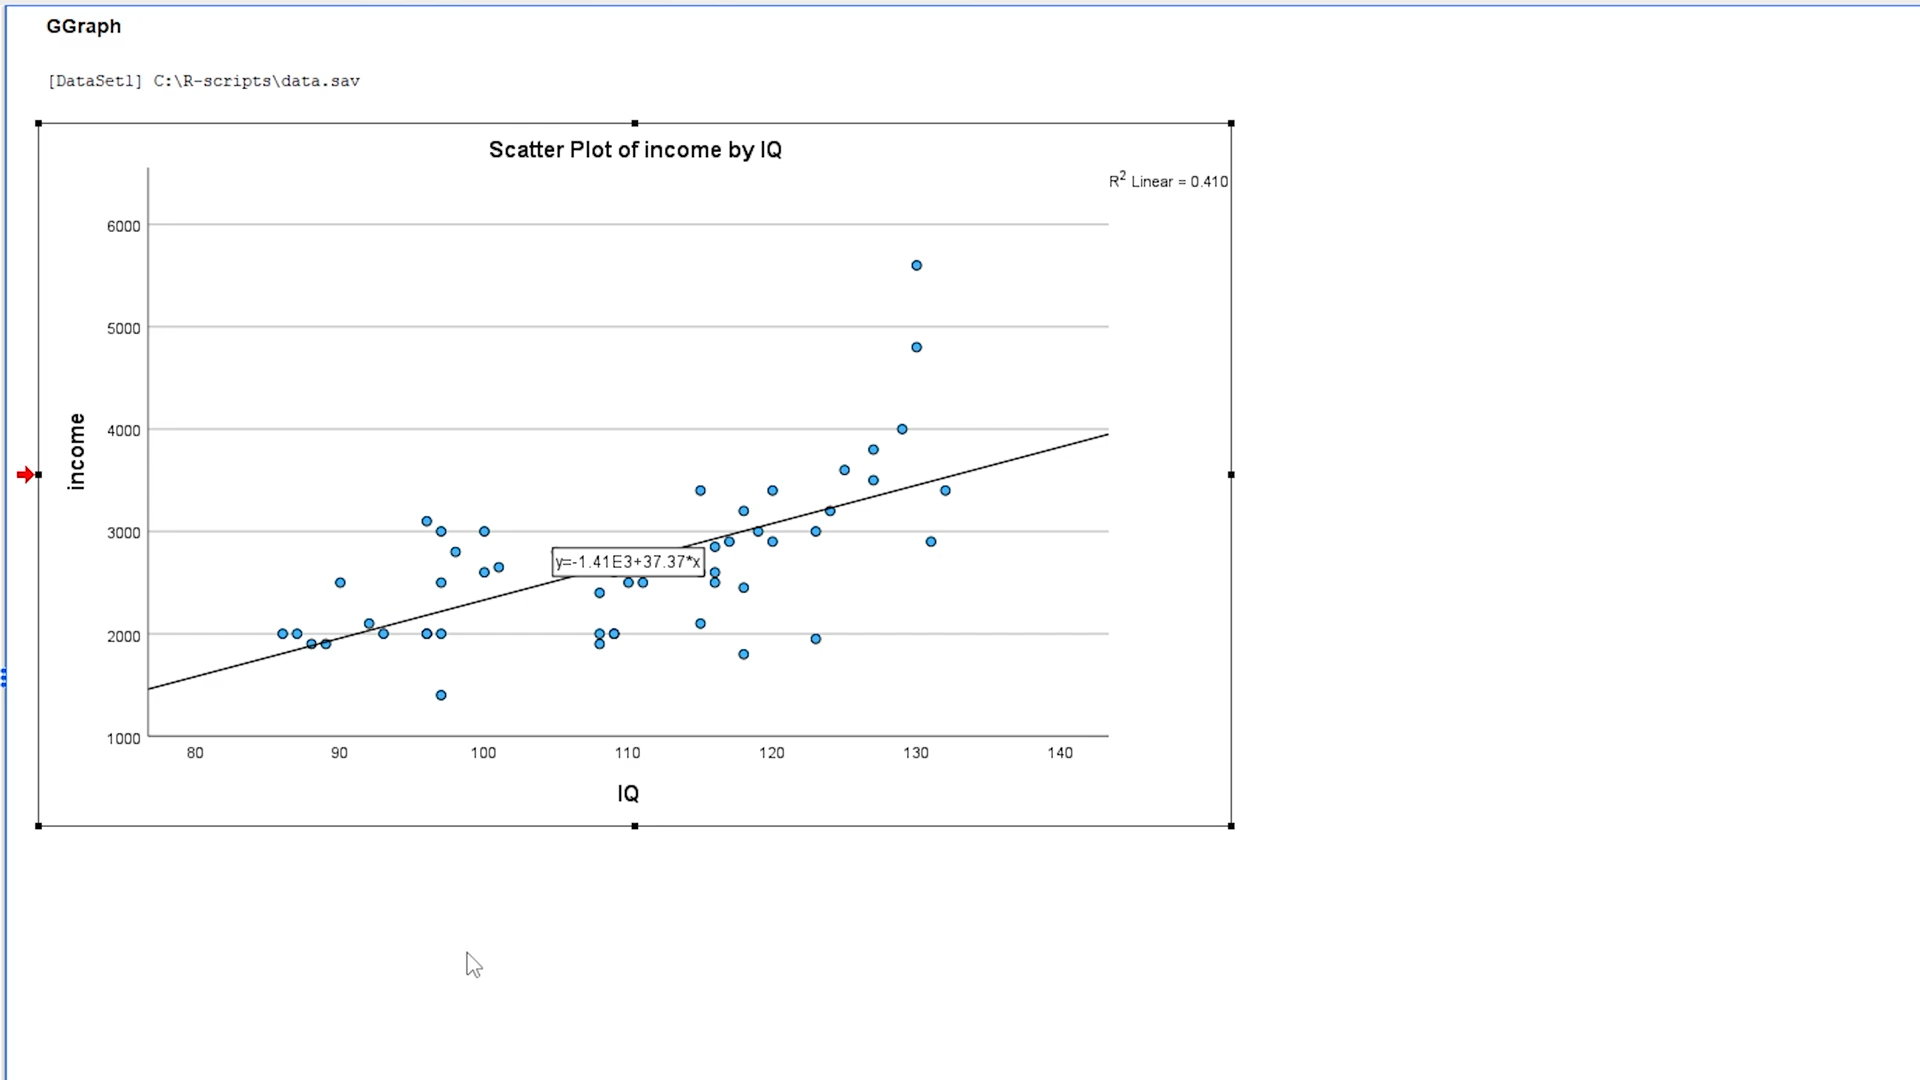 GGraph
[DataSet1] C:\R-scripts\data.sav
Scatter Plot of income by IQ
R2 Linear = 0.410
6000
5000
4000
3000
2000
1000
income
y=-1.41E3+37.37*x
80 90 100 110 120 130 140
IQ